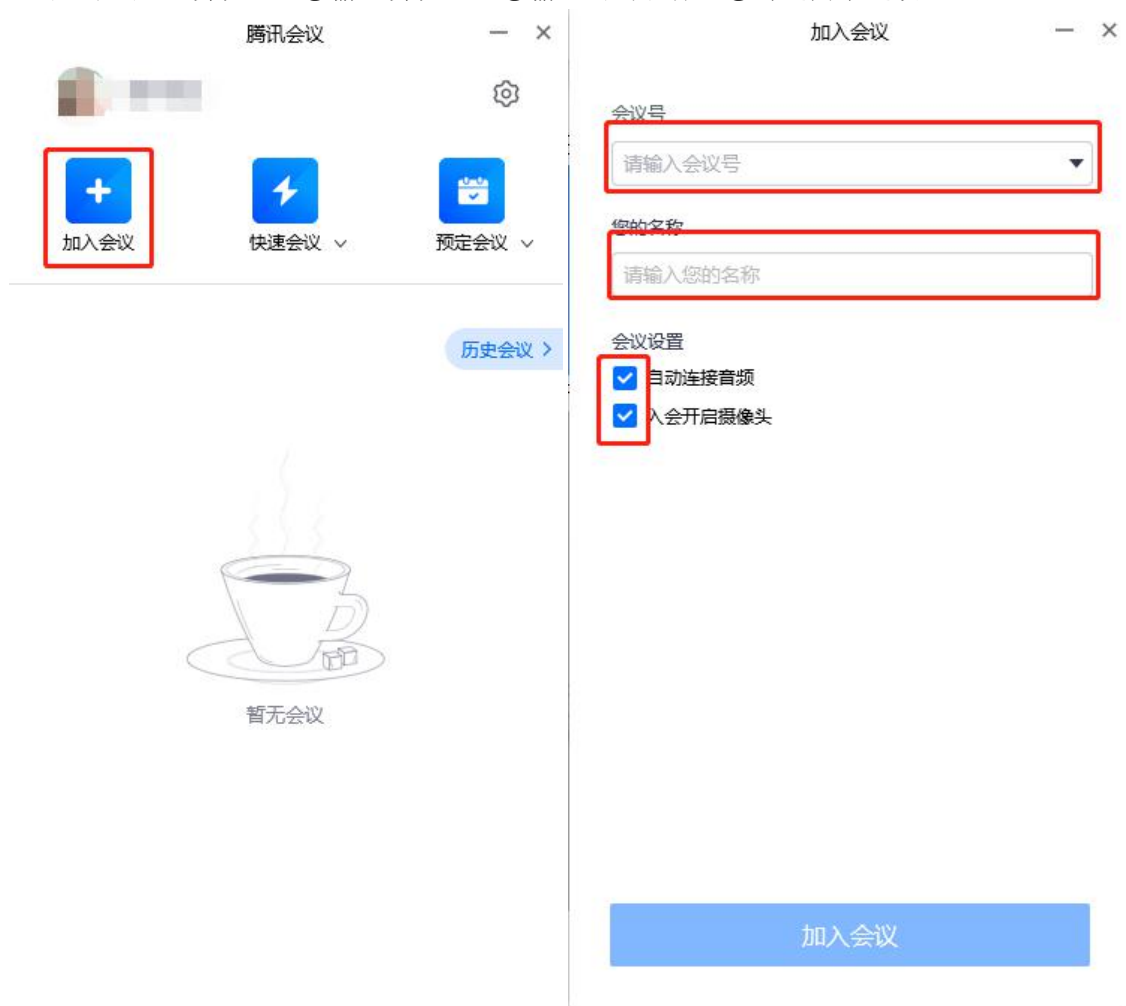 腾讯会议
加入会议
快速会议
预定会议
历史会议
暂无会议
加入会议
会议号
请输入会议号
您的名称
请输入您的名称
会议设置
自动连接音频
入会开启摄像头
加入会议